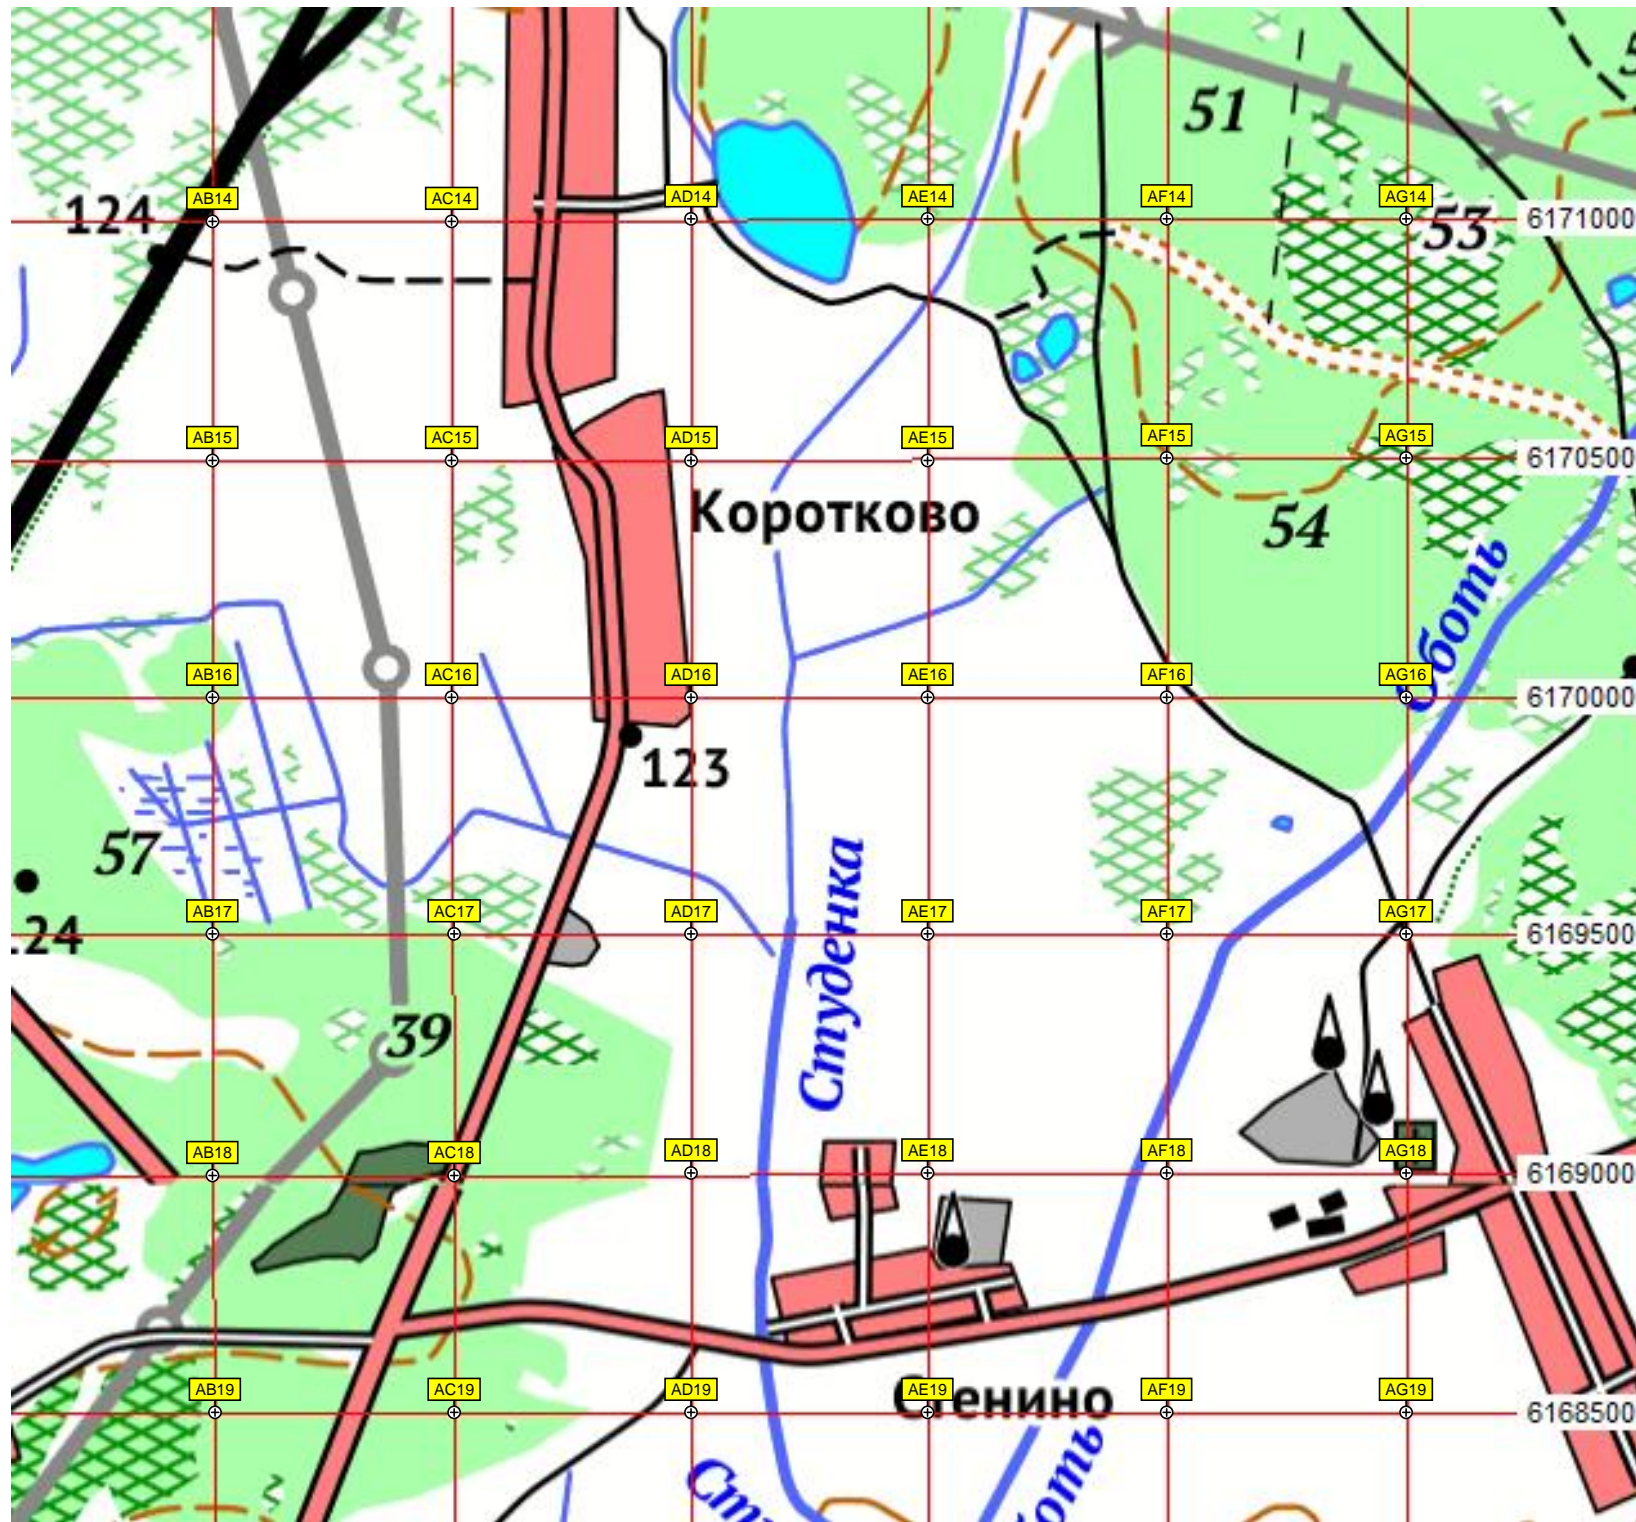 51
AB14 AC14 AD14 AE14 AF14 AG14
124 53 6171000
AB15 AC15 AD15 AE15 AF15 AG15
6170500
Коротково
54
Оботь
AB16 AC16 AD16 AE16 AF16 AG16
6170000
123
57
Студенка
AB17 AC17 AD17 AE17 AF17 AG17
.24 6169500
39
AB18 AC18 AD18 AE18 AF18 AG18
6169000
AB19 AC19 AD19 AE19 AF19 AG19
Стенино 6168500